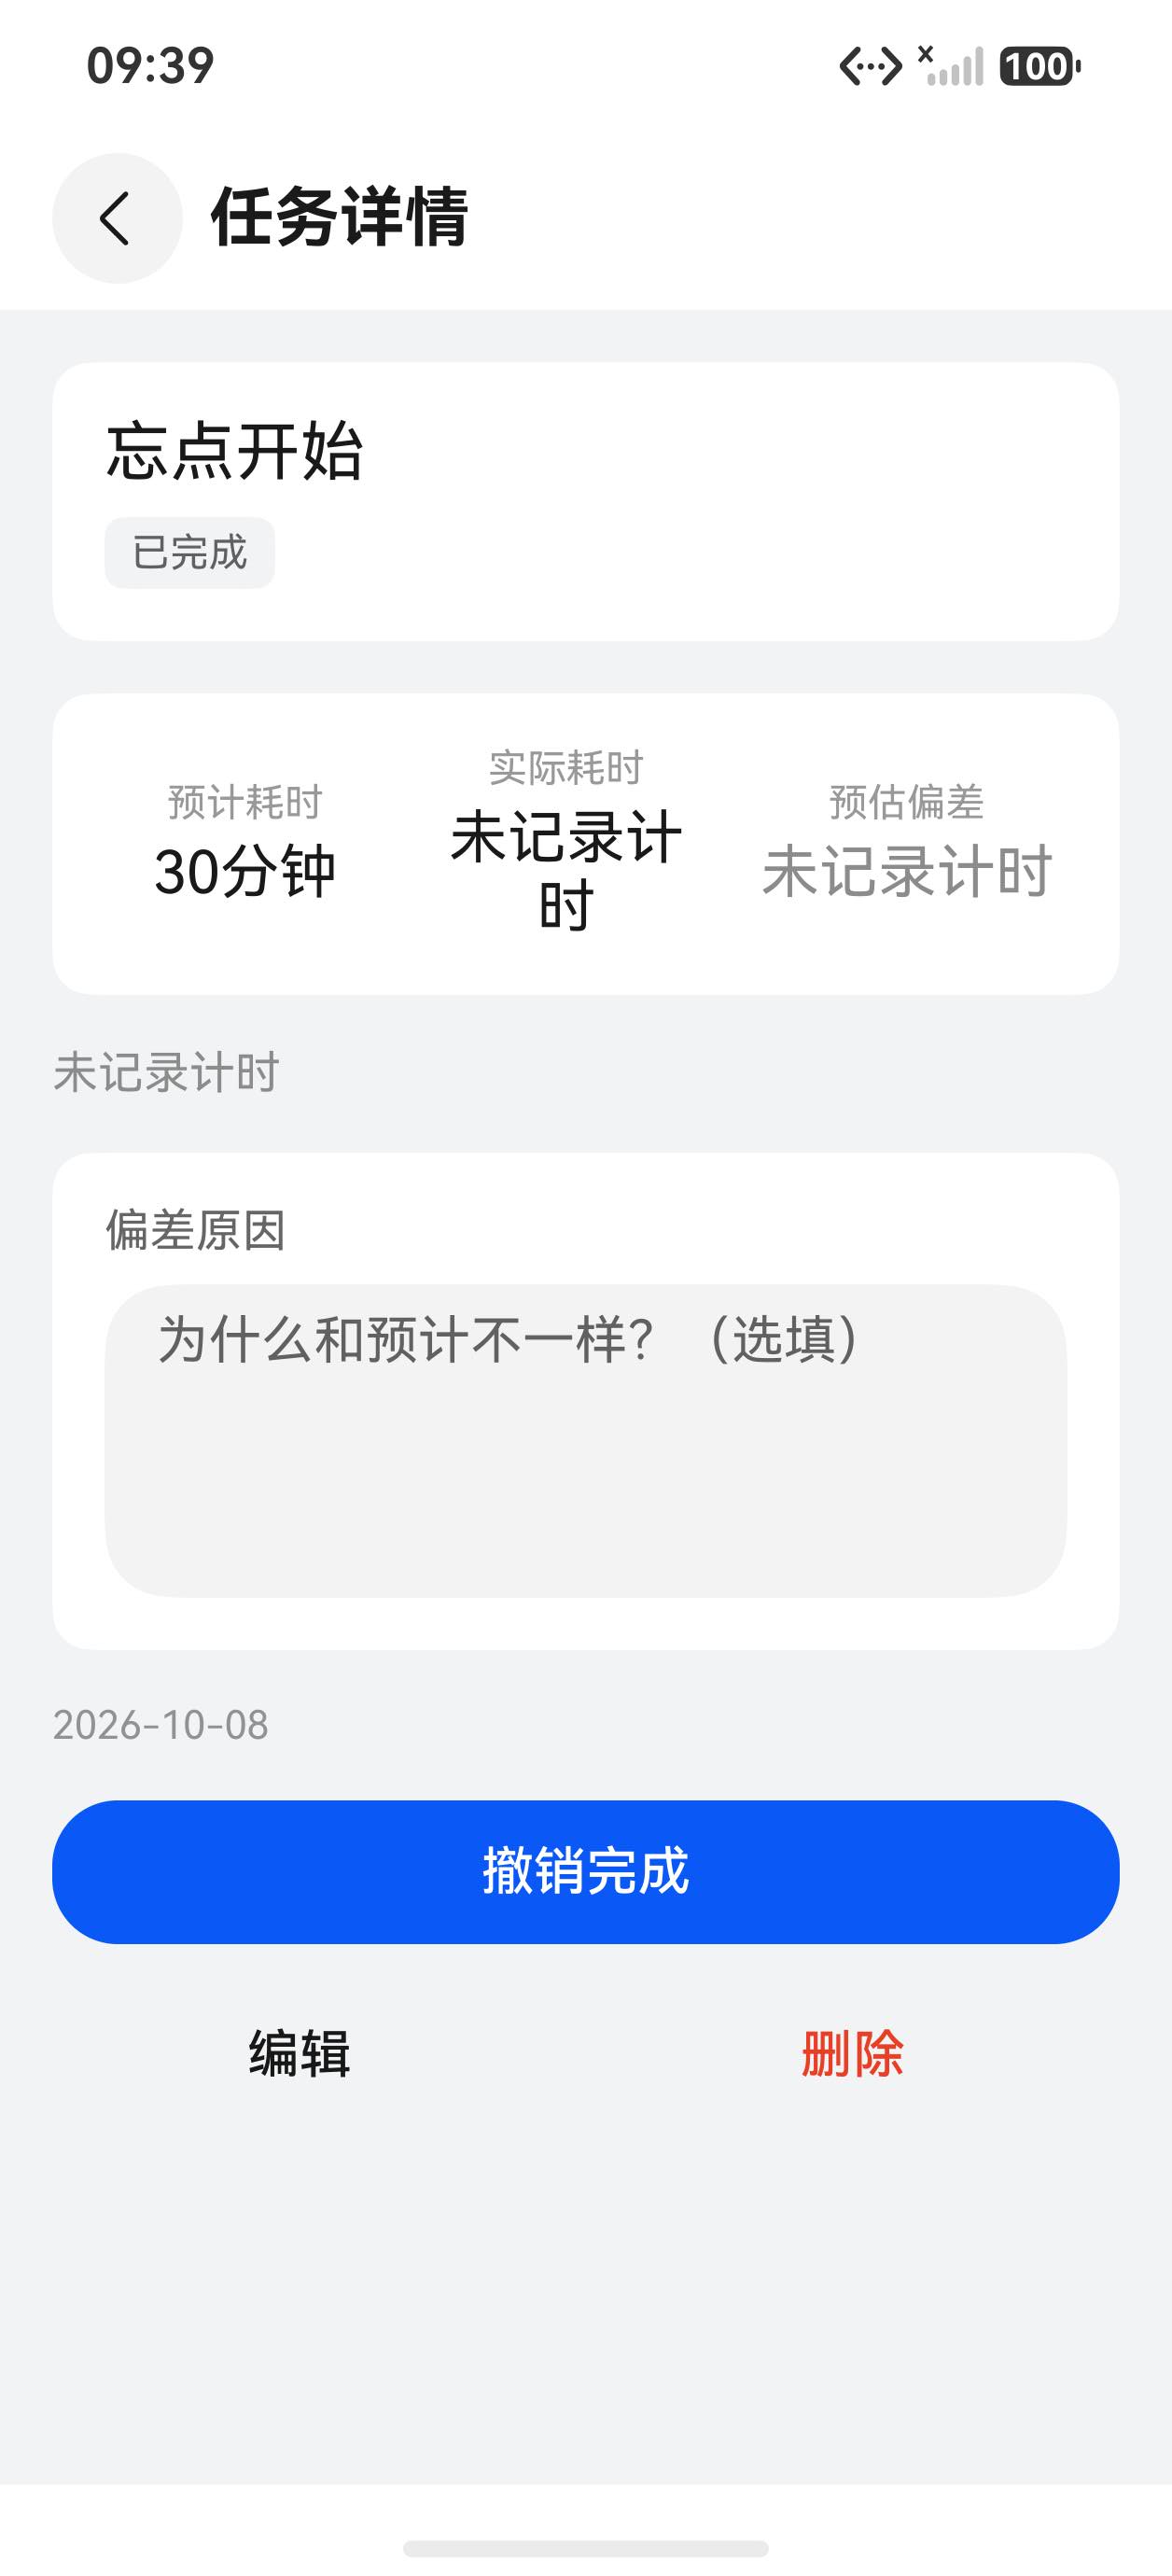 09:39
100
任务详情
忘点开始
已完成
预计耗时
30分钟
实际耗时
未记录计
时
预估偏差
未记录计时
未记录计时
偏差原因
为什么和预计不一样？（选填）
2026-10-08
撤销完成
编辑
删除